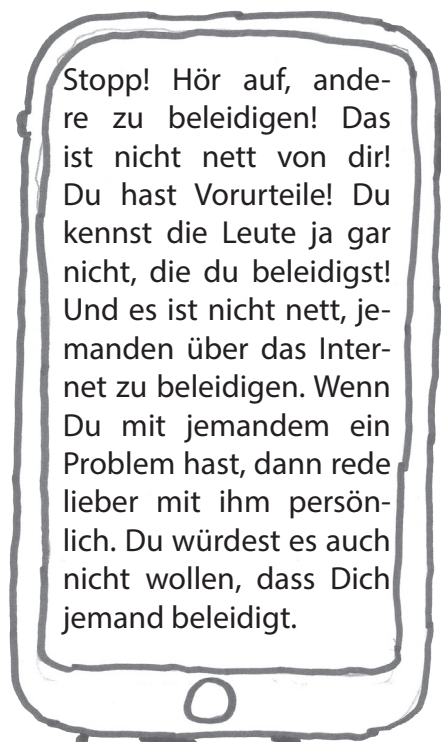 Stopp! Hör auf, ande-
re zu beleidigen! Das
ist nicht nett von dir!
Du hast Vorurteile! Du
kennst die Leute ja gar
nicht, die du beleidigst!
Und es ist nicht nett, je-
manden über das Inter-
net zu beleidigen. Wenn
Du mit jemandem ein
Problem hast, dann rede
lieber mit ihm persön-
lich. Du würdest es auch
nicht wollen, dass Dich
jemand beleidigt.